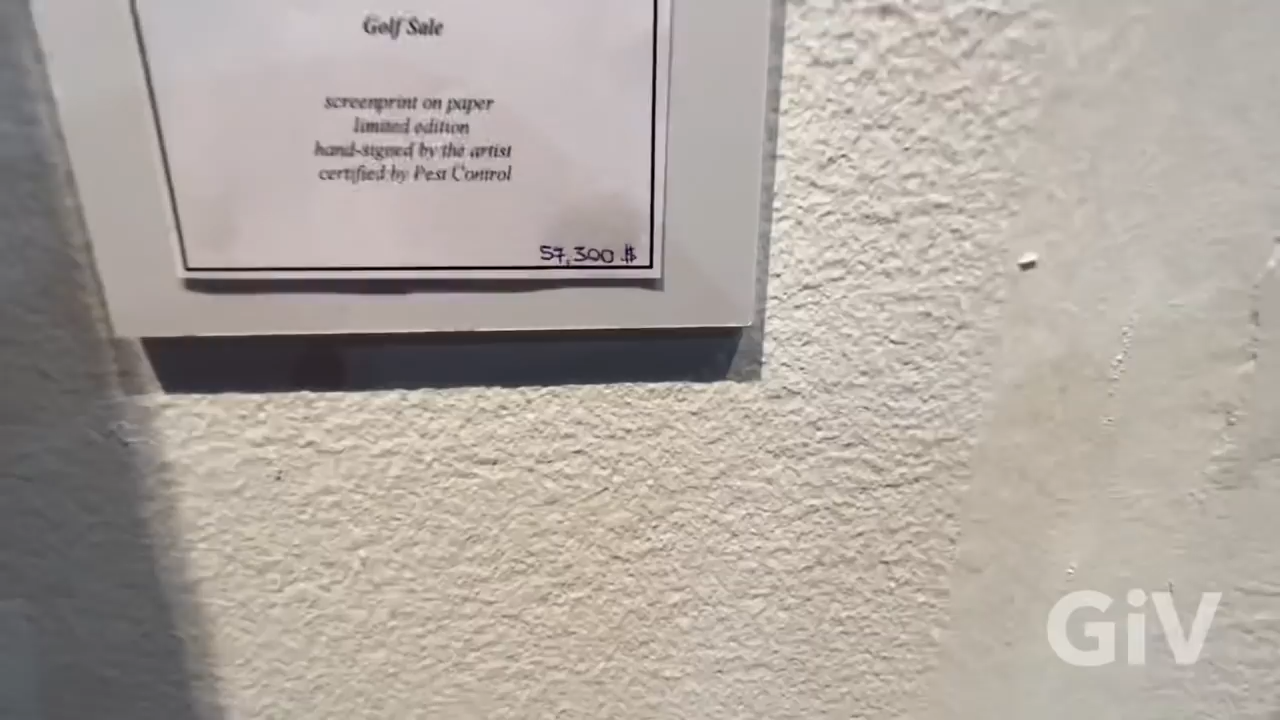 Golf Sale
screenprint on paper
limited edition
hand-signed by the artist
certified by Pest Control
57,300 $
GiV